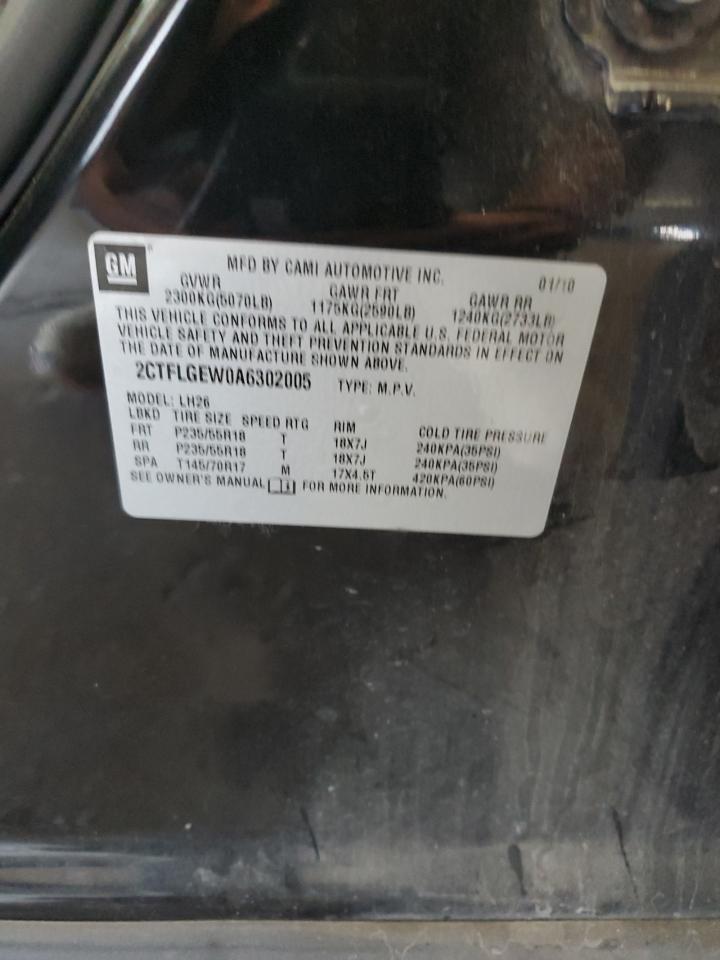 GM
MFD BY CAMI AUTOMOTIVE INC. 01/10
GVWR GAWR FRT GAWR RR
2300KG(5070LB) 1175KG(2590LB) 1240KG(2733LB)
THIS VEHICLE CONFORMS TO ALL APPLICABLE U.S. FEDERAL MOTOR
VEHICLE SAFETY AND THEFT PREVENTION STANDARDS IN EFFECT ON
THE DATE OF MANUFACTURE SHOWN ABOVE.
2CTFLGEW0A6302005 TYPE: M.P.V.
MODEL: LH26
LBKD TIRE SIZE SPEED RTG RIM COLD TIRE PRESSURE
FRT P235/55R18 T 18X7J 240KPA(35PSI)
RR P235/55R18 T 18X7J 240KPA(35PSI)
SPA T145/70R17 M 17X4.5T 420KPA(60PSI)
SEE OWNER'S MANUAL FOR MORE INFORMATION.